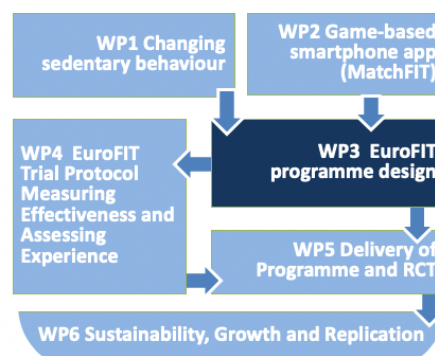 WP1 Changing
sedentary behaviour
WP2 Game-based
smartphone app
(MatchFIT)
WP3 EuroFIT
programme design
WP4 EuroFIT
Trial Protocol
Measuring
Effectiveness and
Assessing
Experience
WP5 Delivery of
Programme and RCT
WP6 Sustainability, Growth and Replication